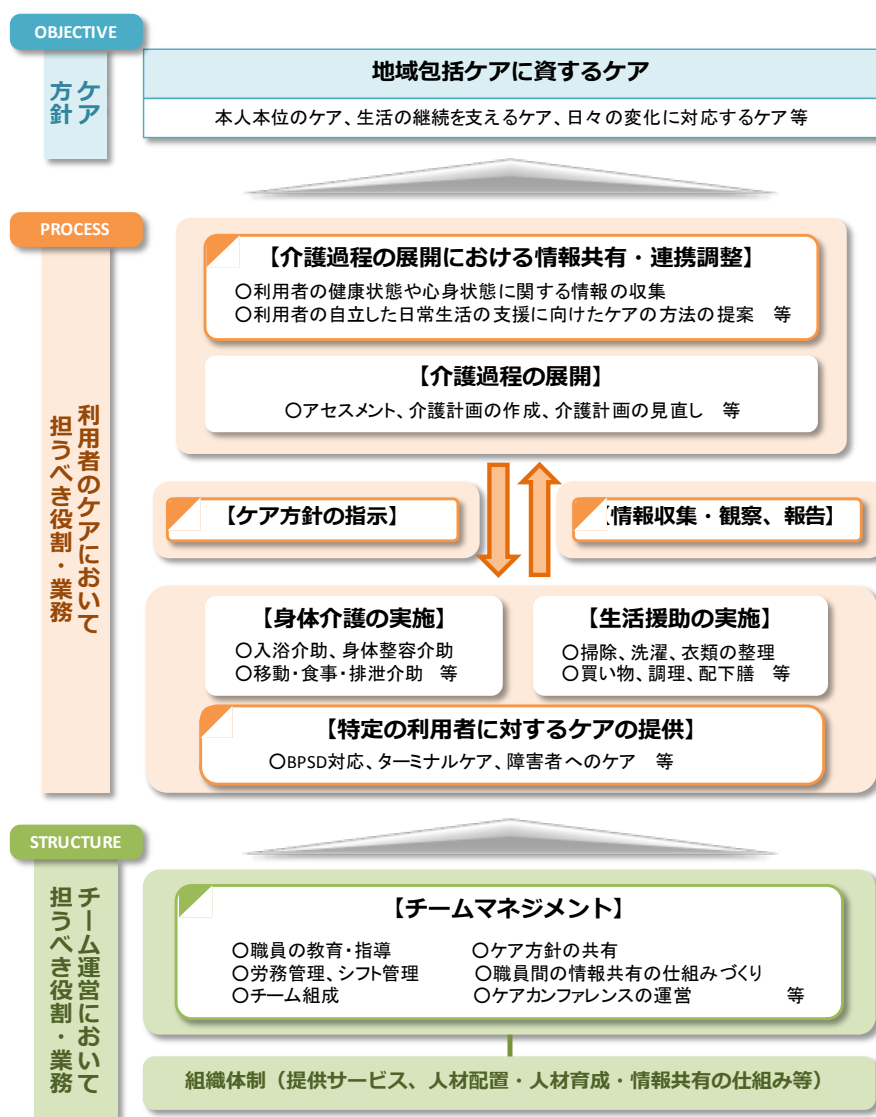 OBJECTIVE
ケア
方針
地域包括ケアに資するケア
本人本位のケア、生活の継続を支えるケア、日々の変化に対応するケア等
PROCESS
利用者のケアにおいて
担うべき役割・業務
【介護過程の展開における情報共有・連携調整】
○利用者の健康状態や心身状態に関する情報の収集
○利用者の自立した日常生活の支援に向けたケアの方法の提案 等
【介護過程の展開】
○アセスメント、介護計画の作成、介護計画の見直し 等
【ケア方針の指示】
【情報収集・観察、報告】
【身体介護の実施】
○入浴介助、身体整容介助
○移動・食事・排泄介助 等
【生活援助の実施】
○掃除、洗濯、衣類の整理
○買い物、調理、配下膳 等
【特定の利用者に対するケアの提供】
○BPSD対応、ターミナルケア、障害者へのケア 等
STRUCTURE
チーム運営において
担うべき役割・業務
【チームマネジメント】
○職員の教育・指導
○労務管理、シフト管理
○チーム組成
○ケア方針の共有
○職員間の情報共有の仕組みづくり
○ケアカンファレンスの運営 等
組織体制（提供サービス、人材配置・人材育成・情報共有の仕組み等）